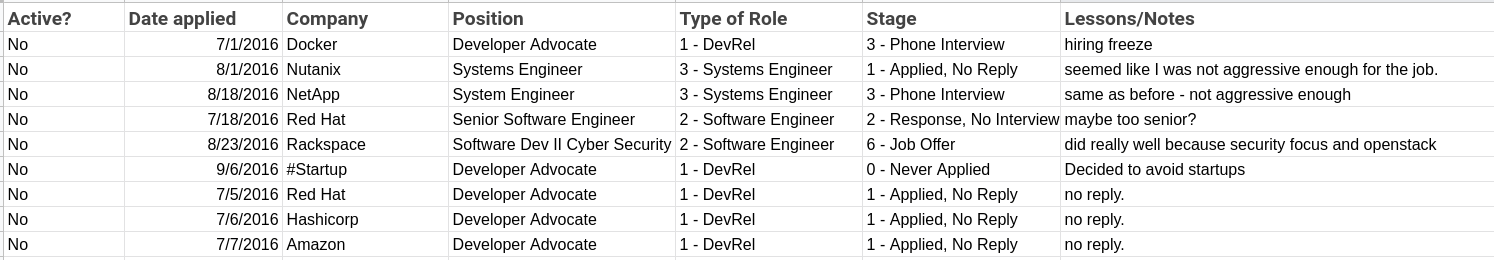 Active? Date applied Company Position Type of Role Stage Lessons/Notes
No 7/1/2016 Docker Developer Advocate 1 - DevRel 3 - Phone Interview hiring freeze
No 8/1/2016 Nutanix Systems Engineer 3 - Systems Engineer 1 - Applied, No Reply seemed like I was not aggressive enough for the job.
No 8/18/2016 NetApp System Engineer 3 - Systems Engineer 3 - Phone Interview same as before - not aggressive enough
No 7/18/2016 Red Hat Senior Software Engineer 2 - Software Engineer 2 - Response, No Interview maybe too senior?
No 8/23/2016 Rackspace Software Dev II Cyber Security 2 - Software Engineer 6 - Job Offer did really well because security focus and openstack
No 9/6/2016 #Startup Developer Advocate 1 - DevRel 0 - Never Applied Decided to avoid startups
No 7/5/2016 Red Hat Developer Advocate 1 - DevRel 1 - Applied, No Reply no reply.
No 7/6/2016 Hashicorp Developer Advocate 1 - DevRel 1 - Applied, No Reply no reply.
No 7/7/2016 Amazon Developer Advocate 1 - DevRel 1 - Applied, No Reply no reply.